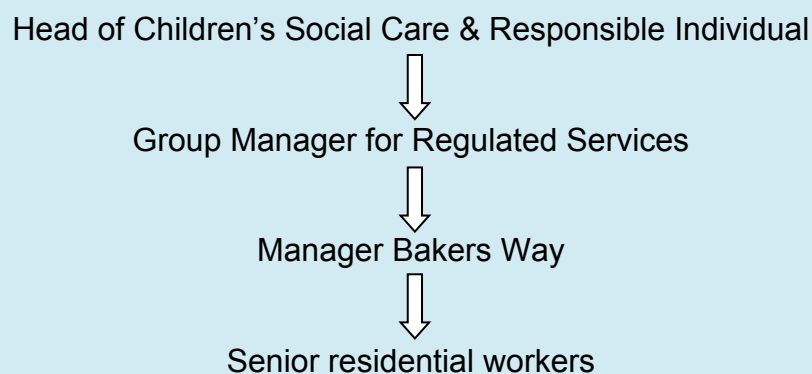 Head of Children’s Social Care & Responsible Individual
Group Manager for Regulated Services
Manager Bakers Way
Senior residential workers